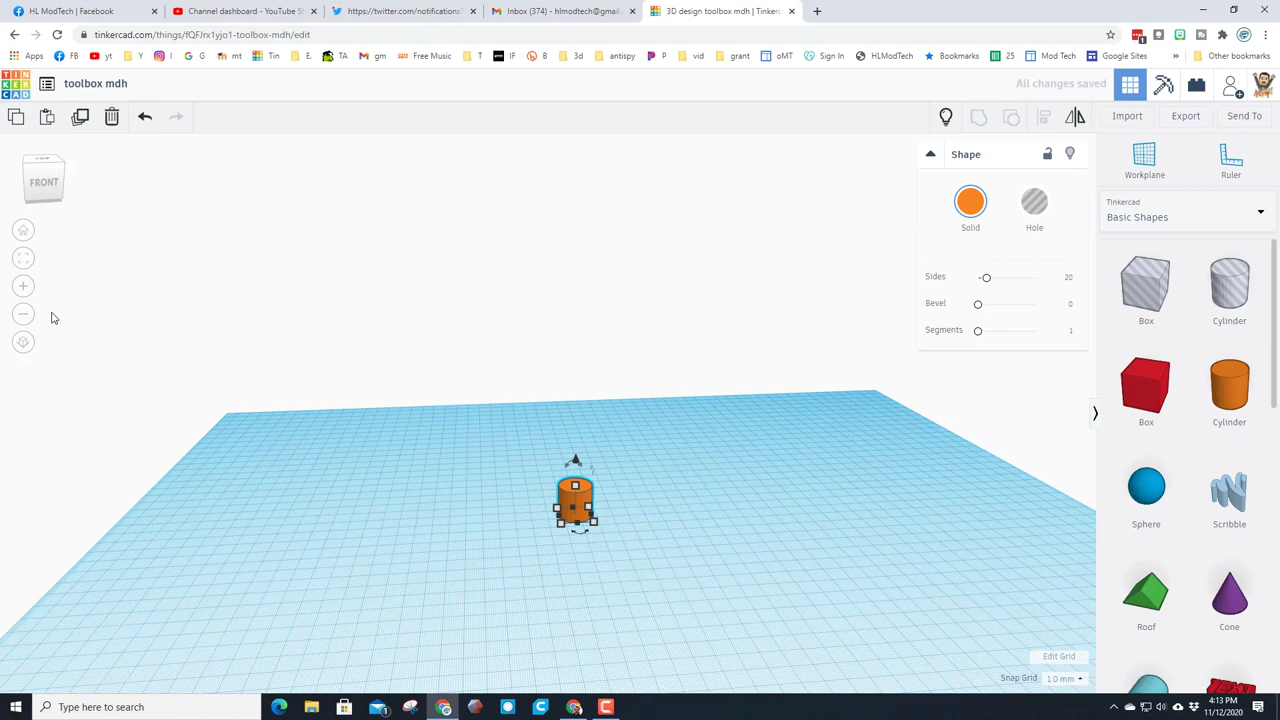 HL ModTech | Facebook
Channel dashboard - YouTube St
https://twitter.com/notifications
Inbox (374) - hlmodtech@gmail
3D design toolbox mdh | Tinkerc
tinkercad.com/things/fQFJrx1yjo1-toolbox-mdh/edit
Apps
FB
yt
Y
mt
G
Tin
E.
TA
gm
Free Music
T
IF
B
3d
antispy
P
vid
grant
oMT
Sign In
HLModTech
Bookmarks
25
Mod Tech
Google Sites
Other bookmarks
TIN
KER
CAD
toolbox mdh
All changes saved
Import
Export
Send To
FRONT
Shape
Solid
Hole
Sides 20
Bevel 0
Segments 1
Workplane
Ruler
Tinkercad
Basic Shapes
Box
Cylinder
Box
Cylinder
Sphere
Scribble
Roof
Cone
Edit Grid
Snap Grid 1.0 mm
Type here to search
4:13 PM
11/12/2020